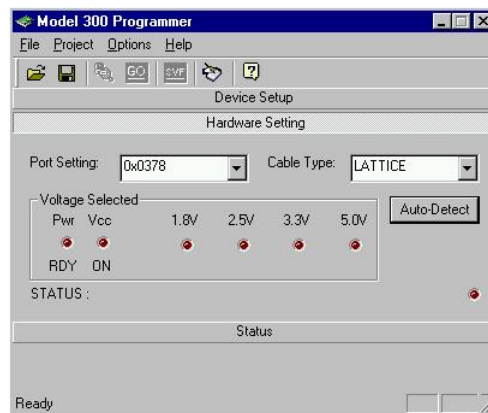 Model 300 Programmer
File Project Options Help
GO SVF ?
Device Setup
Hardware Setting
Port Setting: 0x0378 Cable Type: LATTICE
Voltage Selected
Pwr Vcc 1.8V 2.5V 3.3V 5.0V
Auto-Detect
RDY ON
STATUS :
Status
Ready